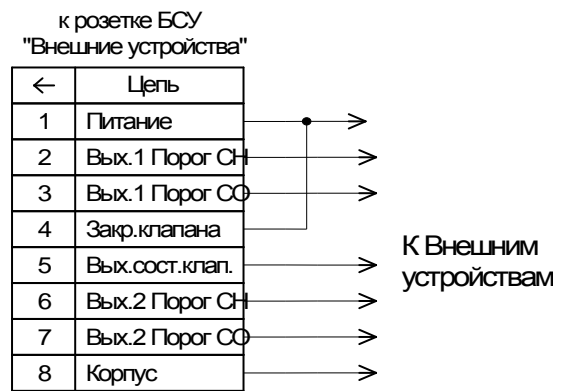 к розетке БСУ
"Внешние устройства"
← Цепь
1 Питание
2 Вых.1 Порог СН
3 Вых.1 Порог СО
4 Закр.клапана
5 Вых.сост.клап.
6 Вых.2 Порог СН
7 Вых.2 Порог СО
8 Корпус
К Внешним
устройствам